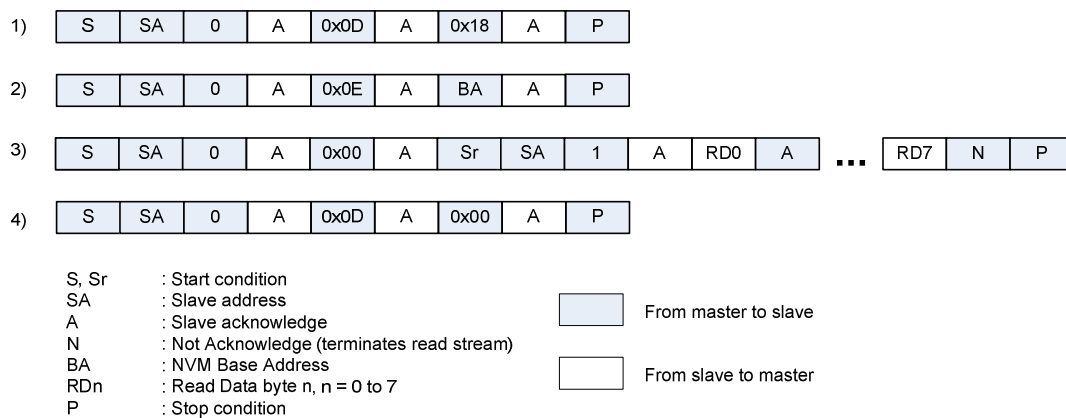 1) S SA 0 A 0x0D A 0x18 A P
2) S SA 0 A 0x0E A BA A P
3) S SA 0 A 0x00 A Sr SA 1 A RD0 A ... RD7 N P
4) S SA 0 A 0x0D A 0x00 A P
S, Sr : Start condition
SA : Slave address
A : Slave acknowledge
N : Not Acknowledge (terminates read stream)
BA : NVM Base Address
RDn : Read Data byte n, n = 0 to 7
P : Stop condition
From master to slave
From slave to master